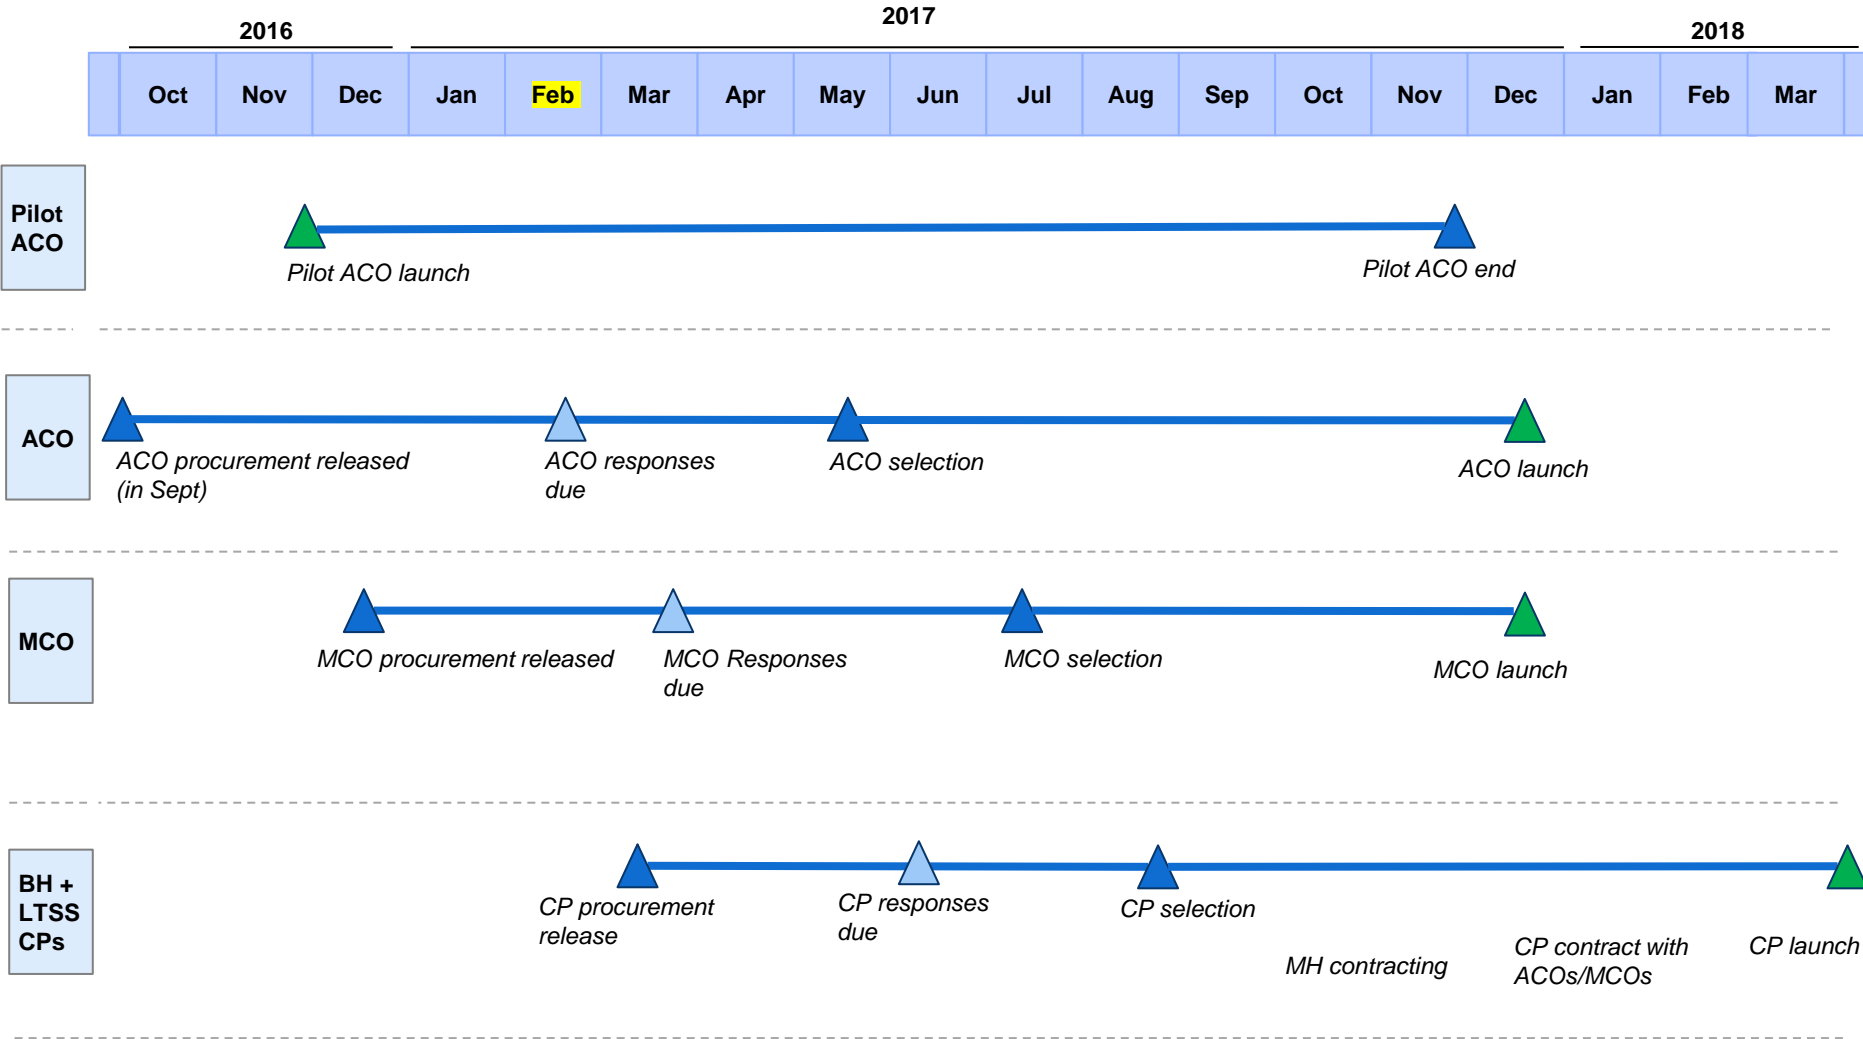 2016
2017
2018
Oct Nov Dec Jan Feb Mar Apr May Jun Jul Aug Sep Oct Nov Dec Jan Feb Mar
Pilot
ACO
Pilot ACO launch
Pilot ACO end
ACO
ACO procurement released
(in Sept)
ACO responses
due
ACO selection
ACO launch
MCO
MCO procurement released
MCO Responses
due
MCO selection
MCO launch
BH +
LTSS
CPs
CP procurement
release
CP responses
due
CP selection
MH contracting
CP contract with
ACOs/MCOs
CP launch